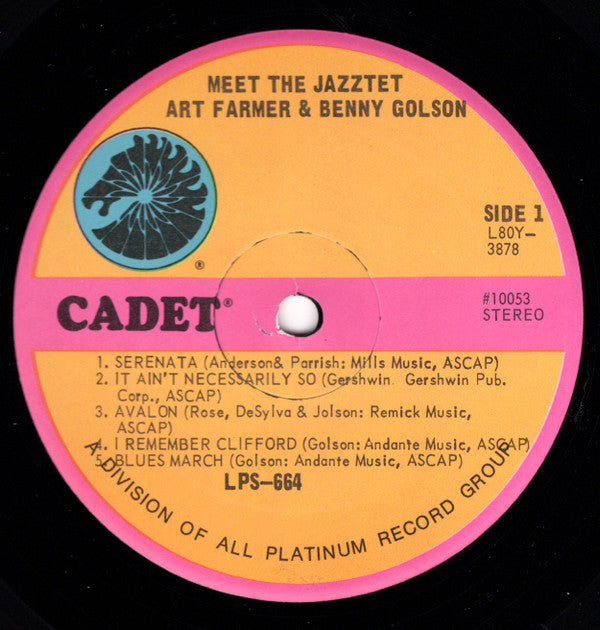 MEET THE JAZZTET
ART FARMER & BENNY GOLSON
SIDE 1
L80Y-
3878
®
CADET®
#10053
STEREO
1. SERENATA (Anderson& Parrish: Mills Music, ASCAP)
2. IT AIN'T NECESSARILY SO (Gershwin. Gershwin Pub.
Corp., ASCAP)
3. AVALON (Rose, DeSylva & Jolson: Remick Music,
ASCAP)
4. I REMEMBER CLIFFORD (Golson: Andante Music, ASCAP)
5. BLUES MARCH (Golson: Andante Music, ASCAP)
LPS-664
A DIVISION OF ALL PLATINUM RECORD GROUP